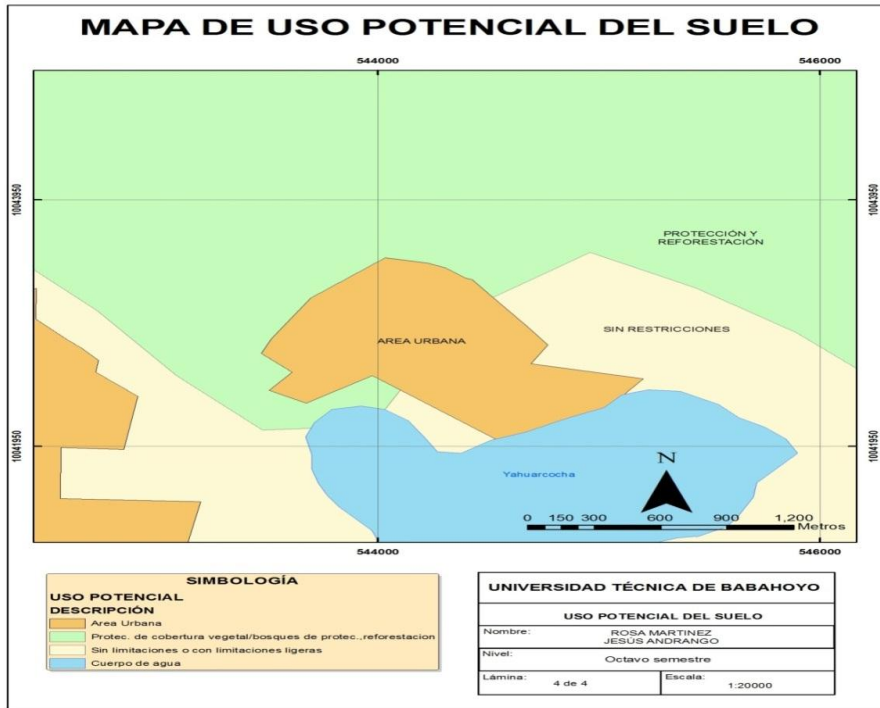 MAPA DE USO POTENCIAL DEL SUELO
544000
546000
10043950
10043950
PROTECCIÓN Y
REFORESTACIÓN
SIN RESTRICCIONES
AREA URBANA
10041950
10041950
Yahuarcocha
N
0 150 300 600 900 1,200
Metros
544000
546000
SIMBOLOGÍA
USO POTENCIAL
DESCRIPCIÓN
Area Urbana
Protec. de cobertura vegetal/bosques de protec.,reforestacion
Sin limitaciones o con limitaciones ligeras
Cuerpo de agua
UNIVERSIDAD TÉCNICA DE BABAHOYO
USO POTENCIAL DEL SUELO
Nombre: ROSA MARTINEZ
JESÚS ANDRANGO
Nivel: Octavo semestre
Lámina: 4 de 4 Escala: 1:20000